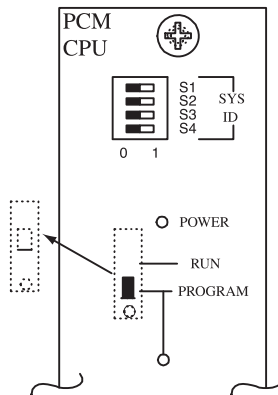 PCM
CPU
S1
S2 SYS
S3 ID
S4
0 1
POWER
RUN
PROGRAM